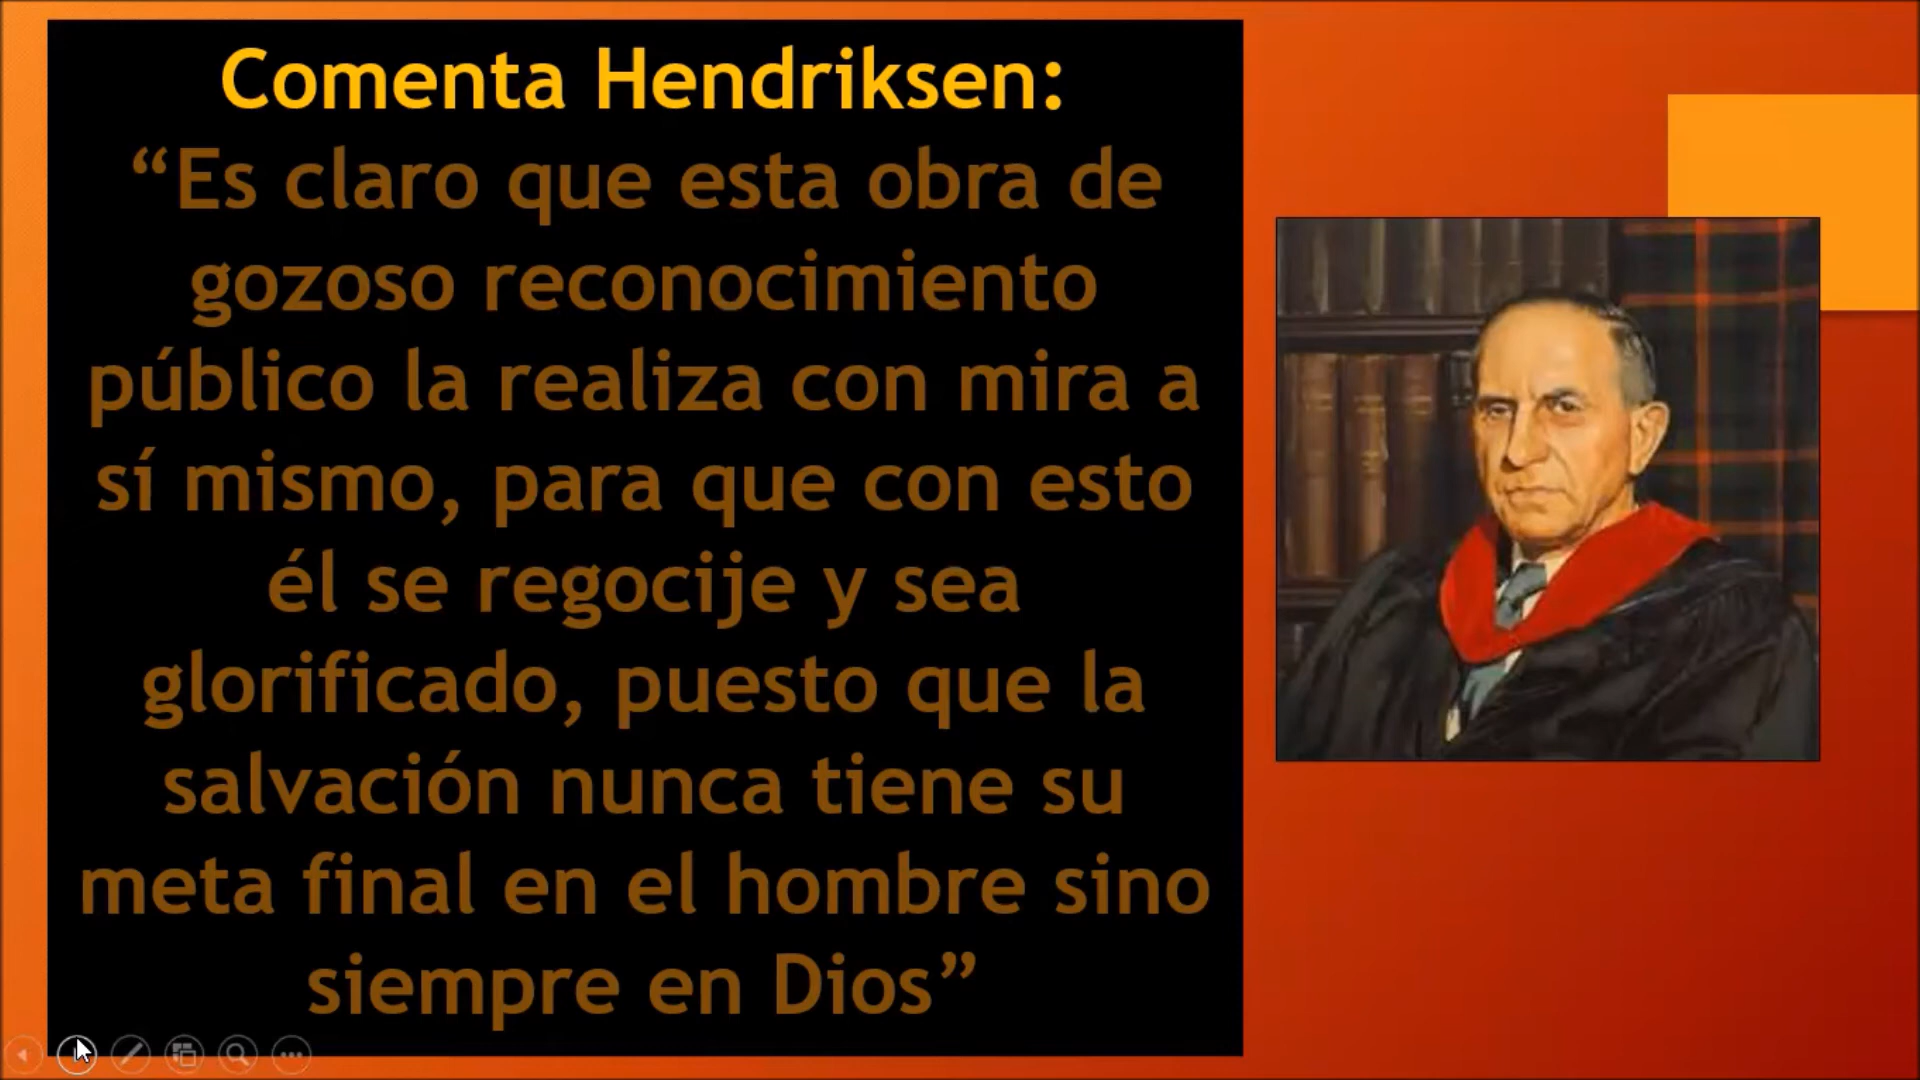 Comenta Hendriksen:
“Es claro que esta obra de
gozoso reconocimiento
público la realiza con mira a
sí mismo, para que con esto
él se regocije y sea
glorificado, puesto que la
salvación nunca tiene su
meta final en el hombre sino
siempre en Dios”